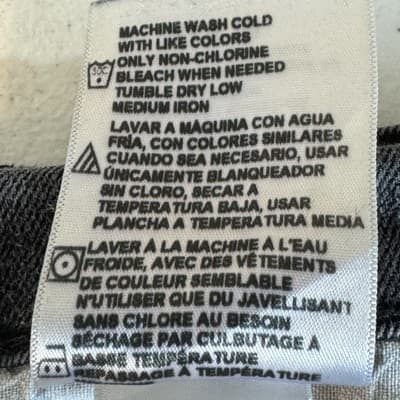 MACHINE WASH COLD
WITH LIKE COLORS
ONLY NON-CHLORINE
BLEACH WHEN NEEDED
TUMBLE DRY LOW
MEDIUM IRON
LAVAR A MÁQUINA CON AGUA
FRÍA, CON COLORES SIMILARES
CUANDO SEA NECESARIO, USAR
ÚNICAMENTE BLANQUEADOR
SIN CLORO, SECAR A
TEMPERATURA BAJA, USAR
PLANCHA A TEMPERATURA MEDIA
LAVER À LA MACHINE À L'EAU
FROIDE, AVEC DES VÊTEMENTS
DE COULEUR SEMBLABLE
N'UTILISER QUE DU JAVELLISANT
SANS CHLORE AU BESOIN
SÉCHAGE PAR CULBUTAGE À
BASSE TEMPÉRATURE
REPASSAGE À TEMPÉRATURE